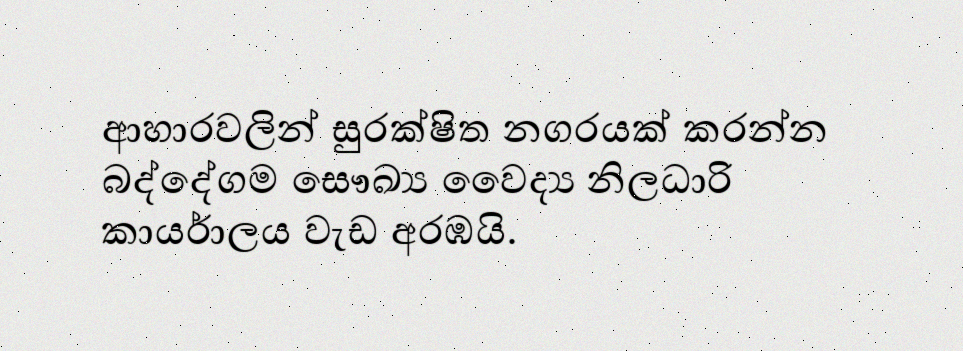 ආහාරවලින් සුරක්ෂිත නගරයක් කරන්න
බද්දේගම සෞඛ්‍ය වෛද්‍ය නිලධාරි
කාර්යාලය වැඩ අරඹයි.